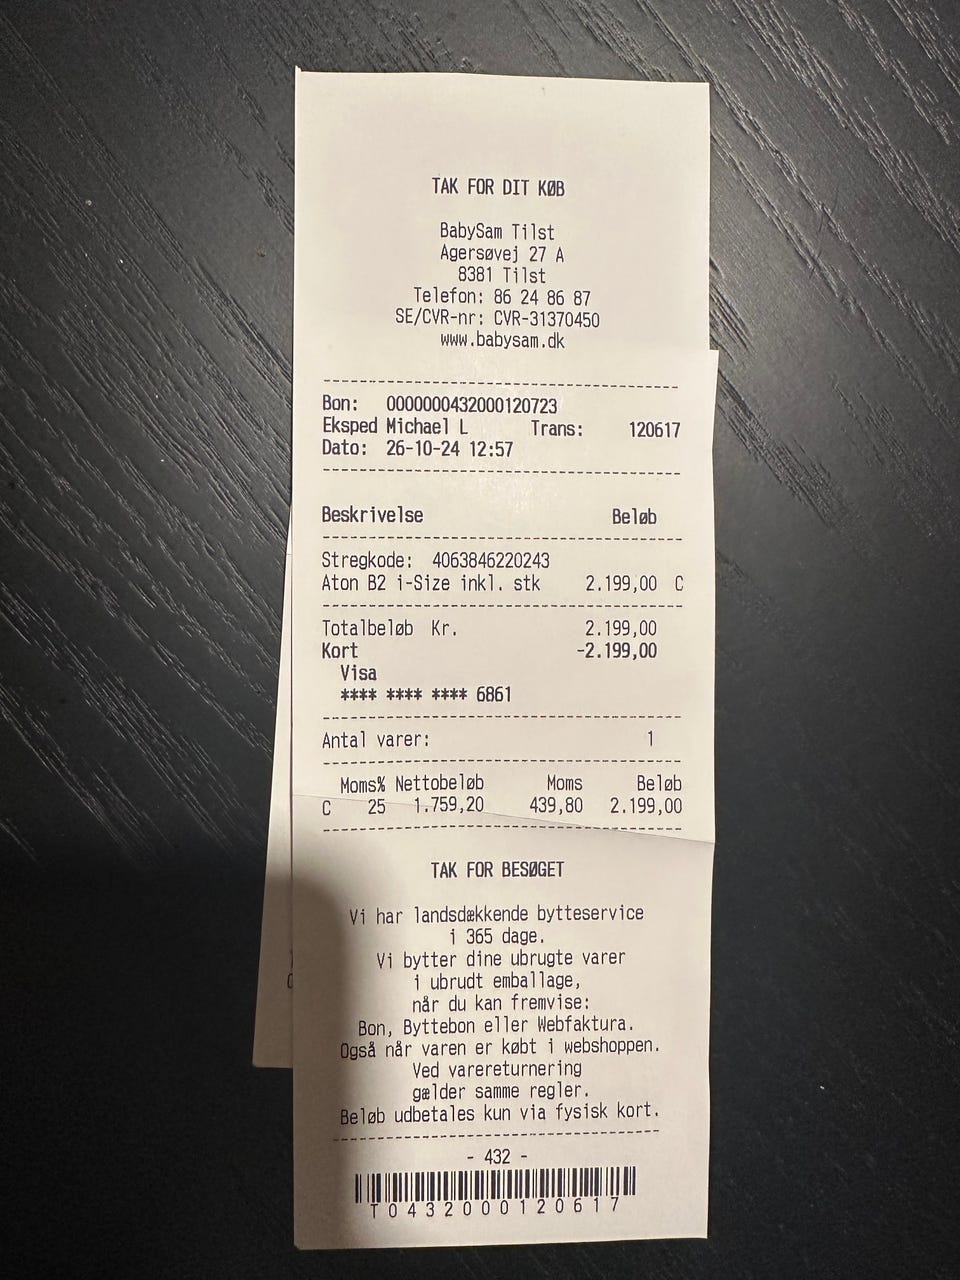 TAK FOR DIT KØB
BabySam Tilst
Agersøvej 27 A
8381 Tilst
Telefon: 86 24 86 87
SE/CVR-nr: CVR-31370450
www.babysam.dk
Bon: 0000000432000120723
Eksped Michael L Trans: 120617
Dato: 26-10-24 12:57
Beskrivelse Beløb
Stregkode: 4063846220243
Aton B2 i-Size inkl. stk 2.199,00 C
Totalbeløb Kr. 2.199,00
Kort -2.199,00
Visa
**** **** **** 6861
Antal varer: 1
Moms% Nettobeløb Moms Beløb
C 25 1.759,20 439,80 2.199,00
TAK FOR BESØGET
Vi har landsdækkende bytteservice
i 365 dage.
Vi bytter dine ubrugte varer
i ubrudt emballage,
når du kan fremvise:
Bon, Byttebon eller Webfaktura.
Også når varen er købt i webshoppen.
Ved varereturnering
gælder samme regler.
Beløb udbetales kun via fysisk kort.
- 432 -
T0432000120617